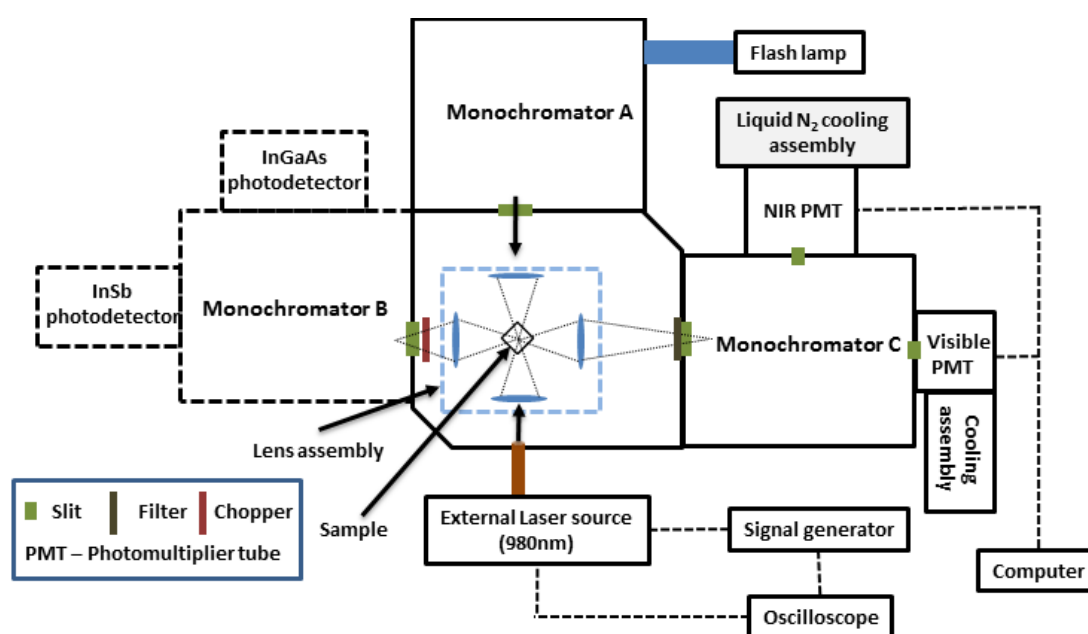 Flash lamp
Monochromator A
Liquid N₂ cooling
assembly
InGaAs
photodetector
NIR PMT
InSb
photodetector
Monochromator B
Monochromator C
Visible
PMT
Cooling
assembly
Lens assembly
Sample
Slit
Filter
Chopper
PMT – Photomultiplier tube
External Laser source
(980nm)
Signal generator
Computer
Oscilloscope